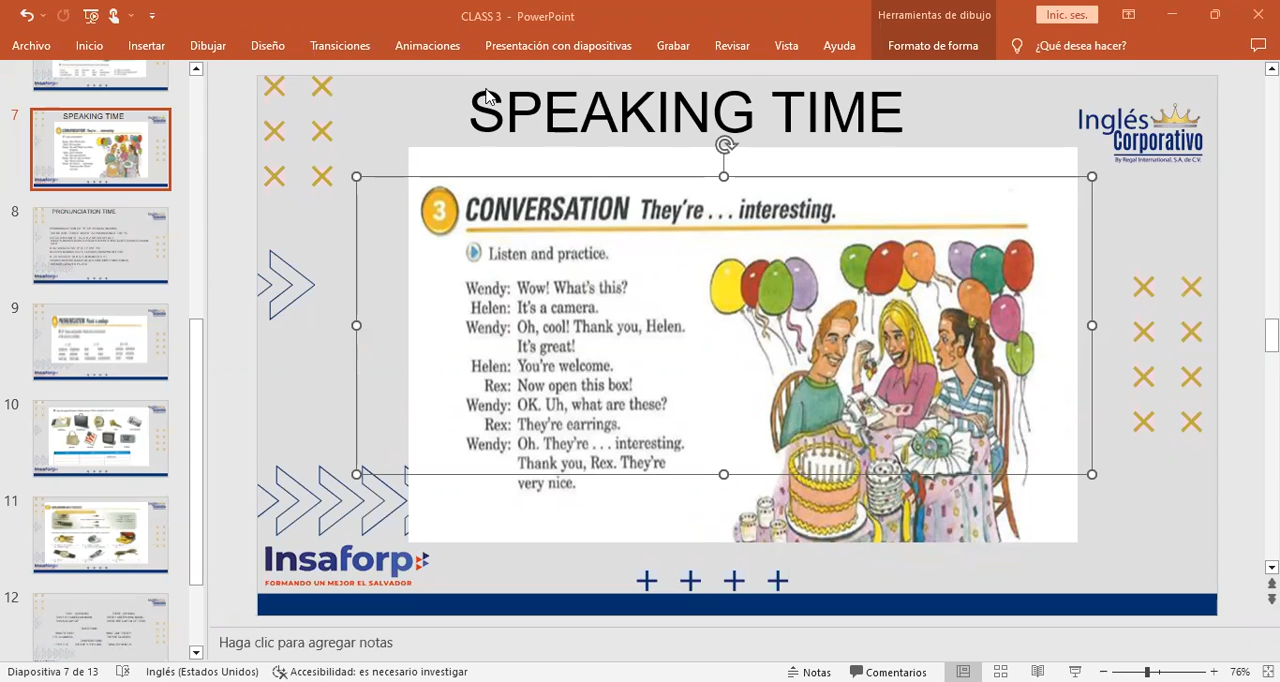 CLASS 3 - PowerPoint
Herramientas de dibujo
Inic. ses.
Archivo Inicio Insertar Dibujar Diseño Transiciones Animaciones Presentación con diapositivas Grabar Revisar Vista Ayuda Formato de forma ¿Qué desea hacer?
7
SPEAKING TIME
8
PRONUNCIATION TIME
9
10
11
12
SPEAKING TIME
Inglés
Corporativo
By Regal International, S.A. de C.V.
3 CONVERSATION They're . . . interesting.
Listen and practice.
Wendy: Wow! What's this?
Helen: It's a camera.
Wendy: Oh, cool! Thank you, Helen.
It's great!
Helen: You're welcome.
Rex: Now open this box!
Wendy: OK. Uh, what are these?
Rex: They're earrings.
Wendy: Oh. They're . . . interesting.
Thank you, Rex. They're
very nice.
Insaforp
FORMANDO UN MEJOR EL SALVADOR
Haga clic para agregar notas
Diapositiva 7 de 13 Inglés (Estados Unidos) Accesibilidad: es necesario investigar Notas Comentarios 76%